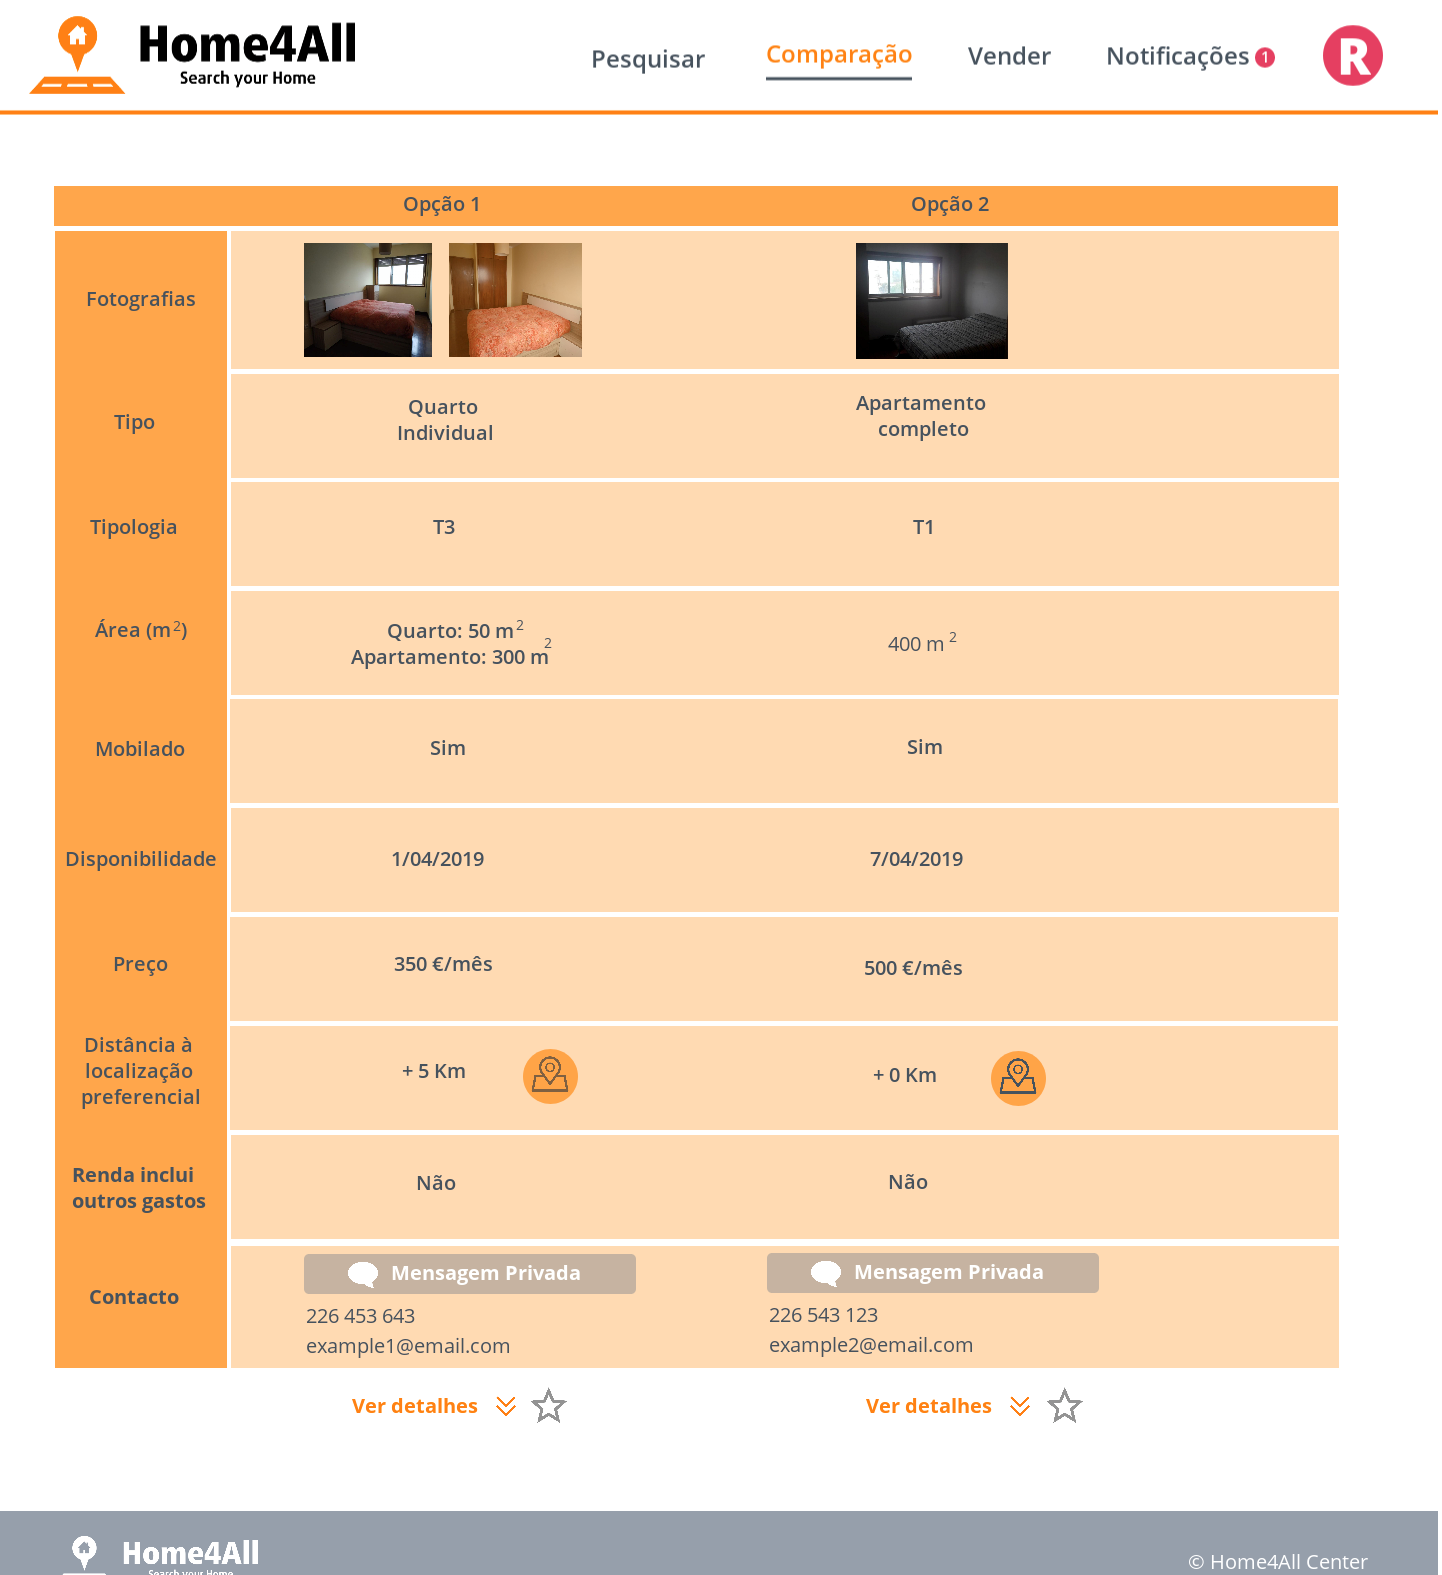 Home4All
Search your Home
Pesquisar
Comparação
Vender
Notificações 1
R
Opção 1
Opção 2
Fotografias
Tipo
Quarto
Individual
Apartamento
completo
Tipologia
T3
T1
Área (m²)
Quarto: 50 m²
Apartamento: 300 m²
400 m²
Mobilado
Sim
Sim
Disponibilidade
1/04/2019
7/04/2019
Preço
350 €/mês
500 €/mês
Distância à
localização
preferencial
+ 5 Km
+ 0 Km
Renda inclui
outros gastos
Não
Não
Contacto
Mensagem Privada
226 453 643
example1@email.com
Mensagem Privada
226 543 123
example2@email.com
Ver detalhes
Ver detalhes
Home4All
Search your Home
© Home4All Center